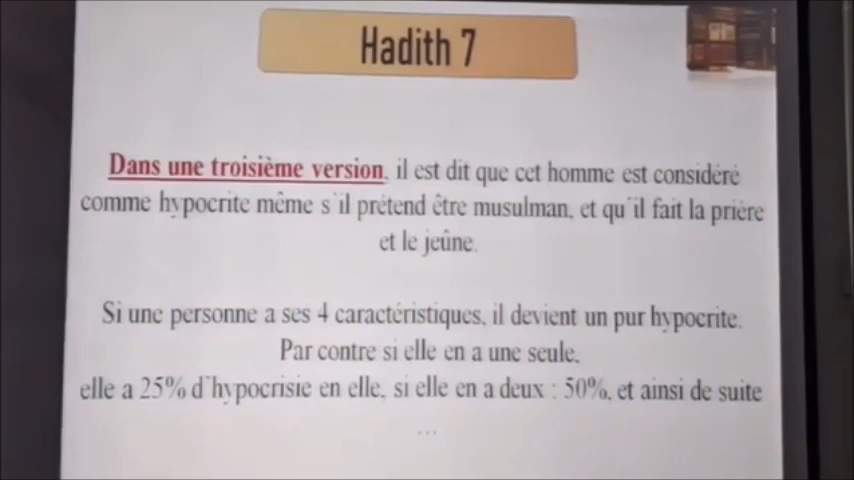 Hadith 7
Dans une troisième version, il est dit que cet homme est considéré
comme hypocrite même s'il prétend être musulman, et qu'il fait la prière
et le jeûne.
Si une personne a ses 4 caractéristiques, il devient un pur hypocrite.
Par contre si elle en a une seule,
elle a 25% d'hypocrisie en elle, si elle en a deux : 50%, et ainsi de suite
...